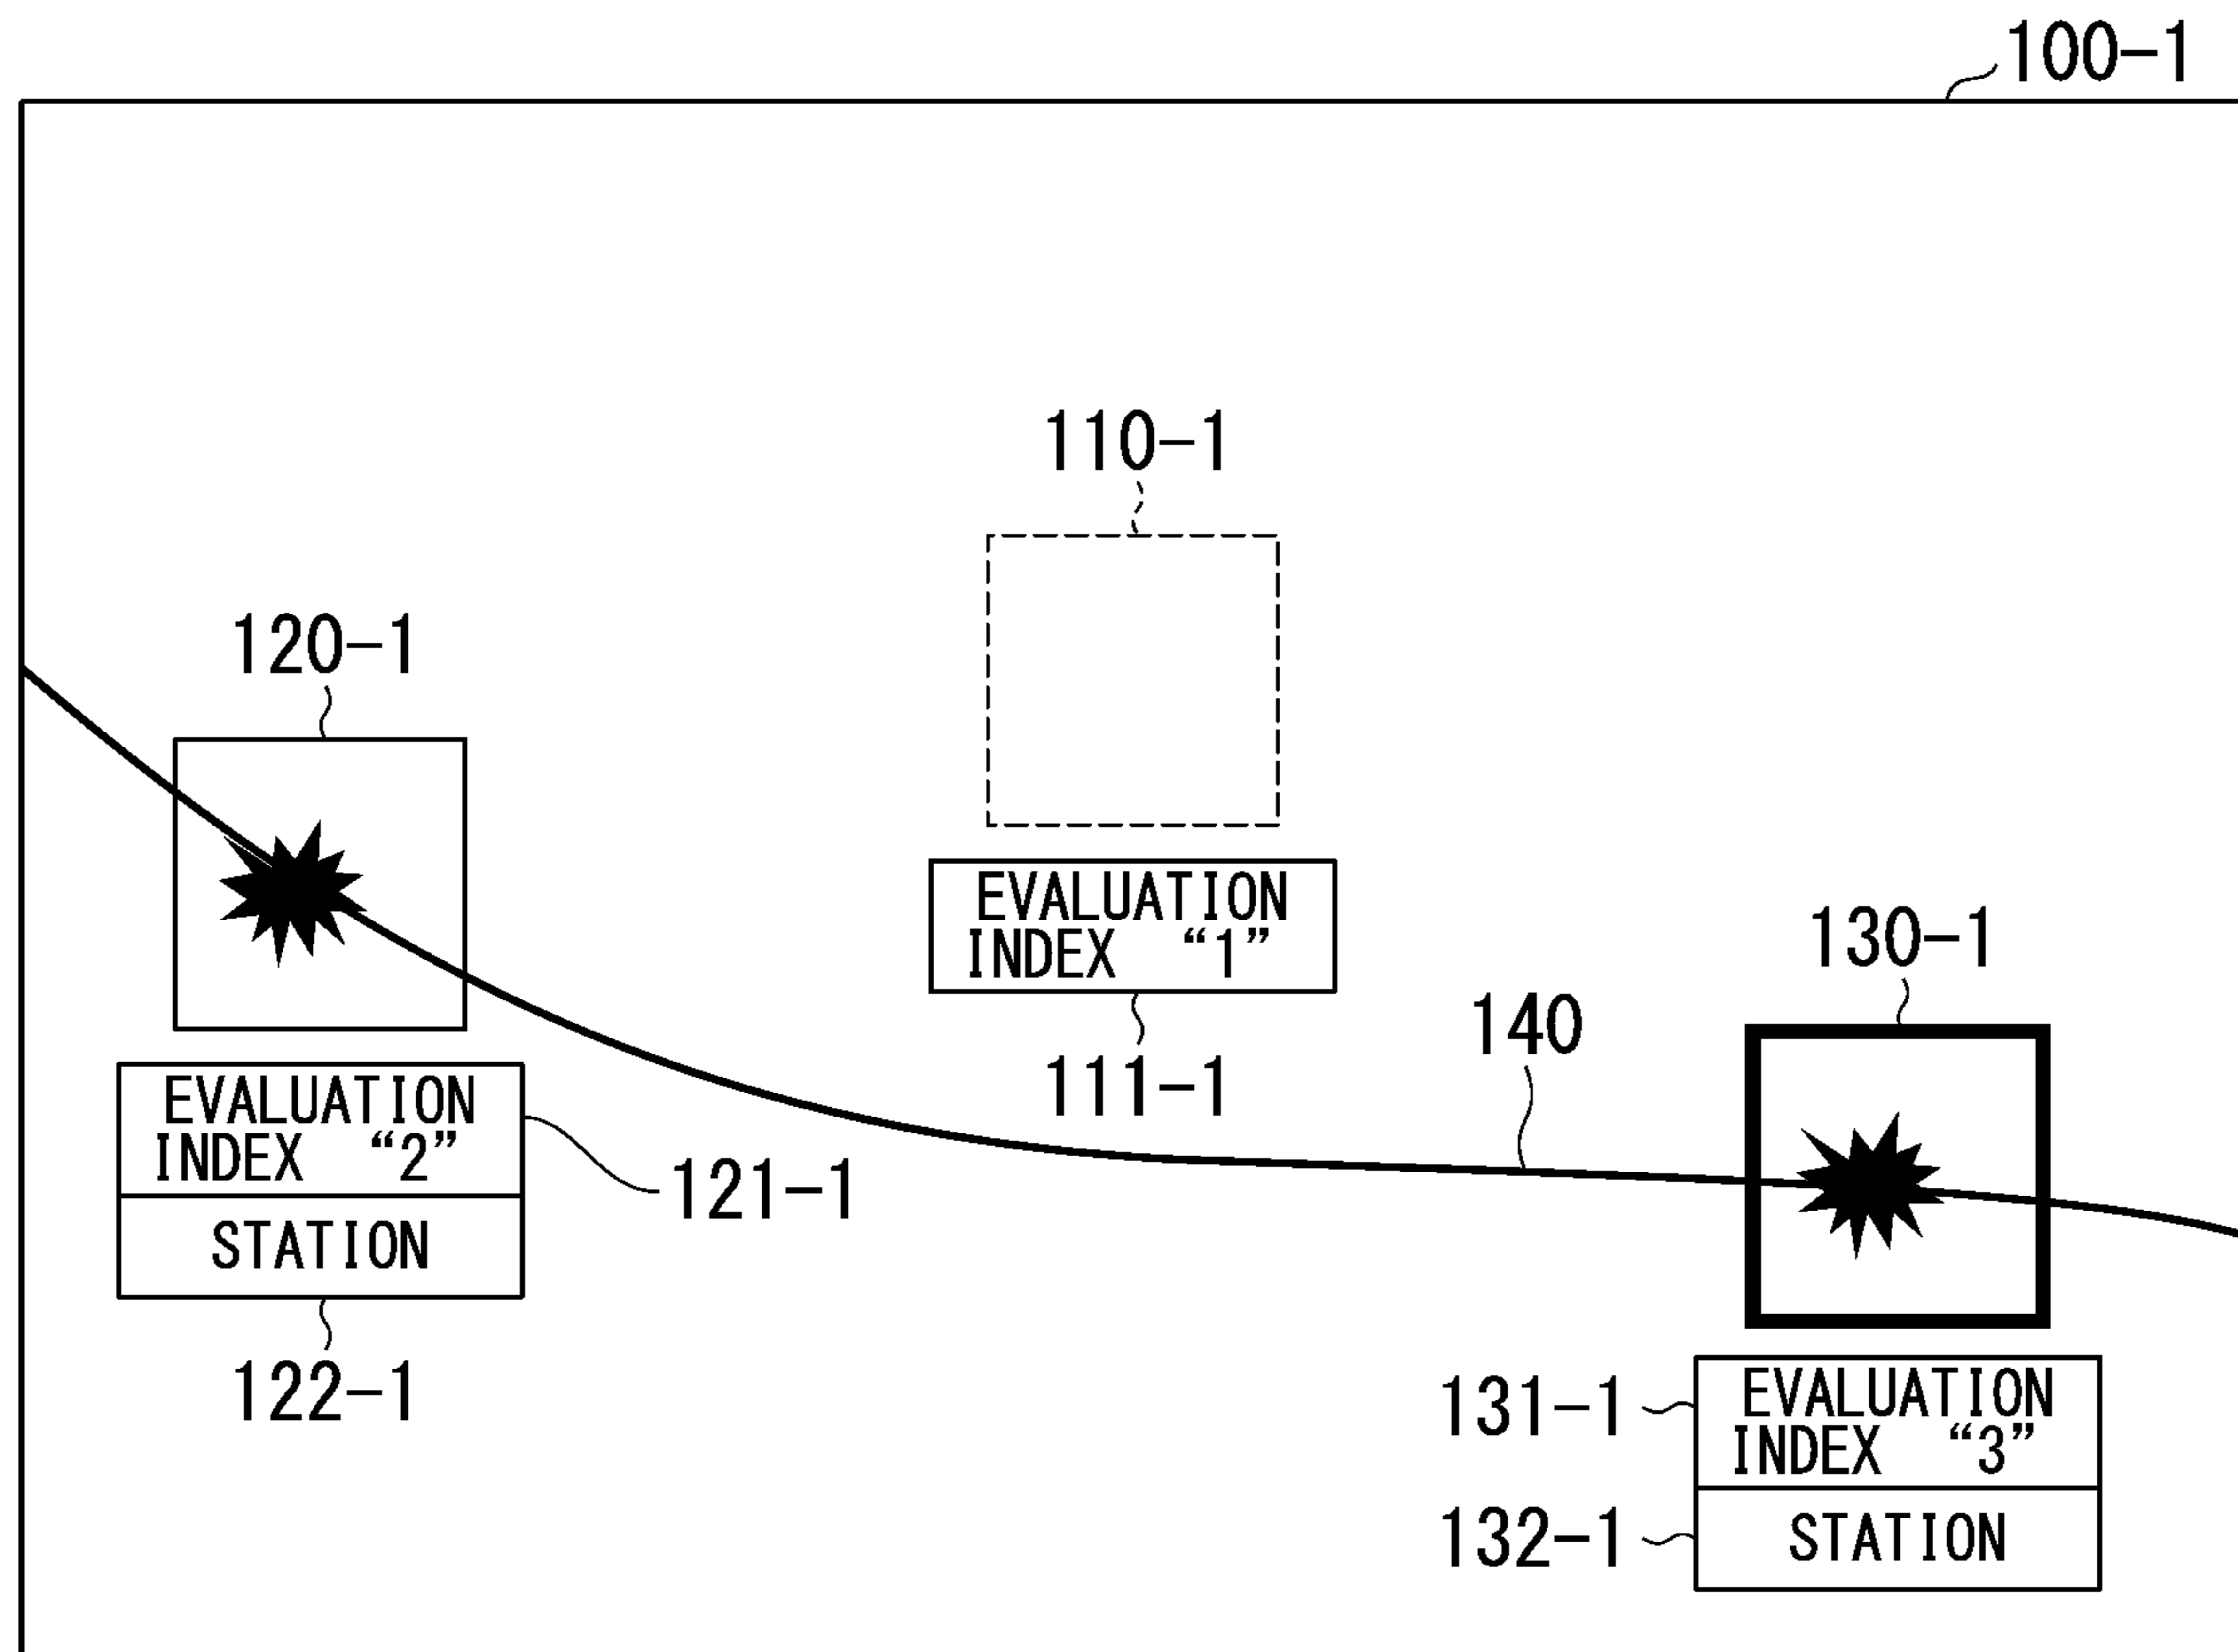 100-1
110-1
120-1
EVALUATION
INDEX “1”
130-1
140
111-1
EVALUATION
INDEX “2”
121-1
STATION
122-1
131-1
EVALUATION
INDEX “3”
132-1
STATION